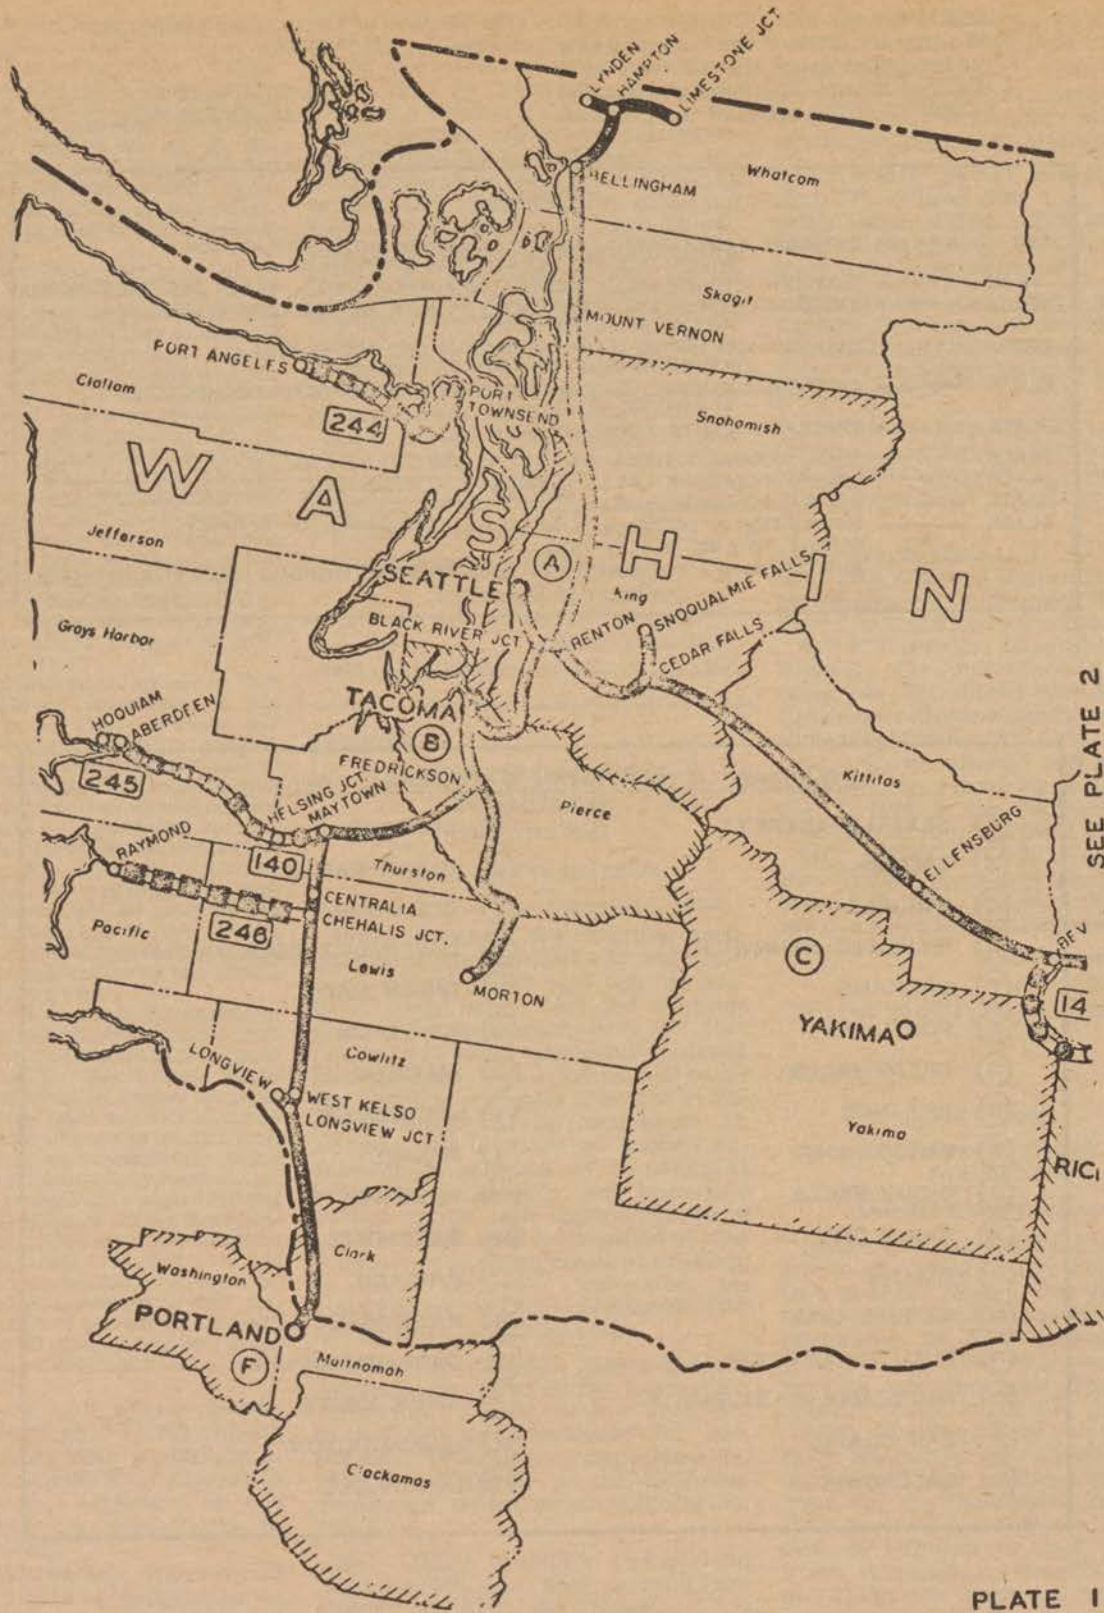 LYNDEN
HAMPTON
LIMESTONE JCT
BELLINGHAM
Whatcom
Skagit
MOUNT VERNON
PORT ANGELES
Clallam
244
PORT
TOWNSEND
Snohomish
W A S H I N
Jefferson
SEATTLE
A
King
SNOQUALMIE FALLS
BLACK RIVER JCT
RENTON
CEDAR FALLS
Grays Harbor
HOQUIAM
ABERDEEN
245
TACOMA
B
FREDRICKSON
HELSING JCT.
MAYTOWN
Pierce
Kittitas
SEE PLATE 2
ELLENSBURG
RAYMOND
140
Thurston
CENTRALIA
CHEHALIS JCT.
246
Pacific
Lewis
MORTON
C
BEV
14
YAKIMA
LONGVIEW
Cowlitz
WEST KELSO
LONGVIEW JCT
Yakima
RICI
Clark
Washington
PORTLAND
F
Multnomah
Clackamas
PLATE I